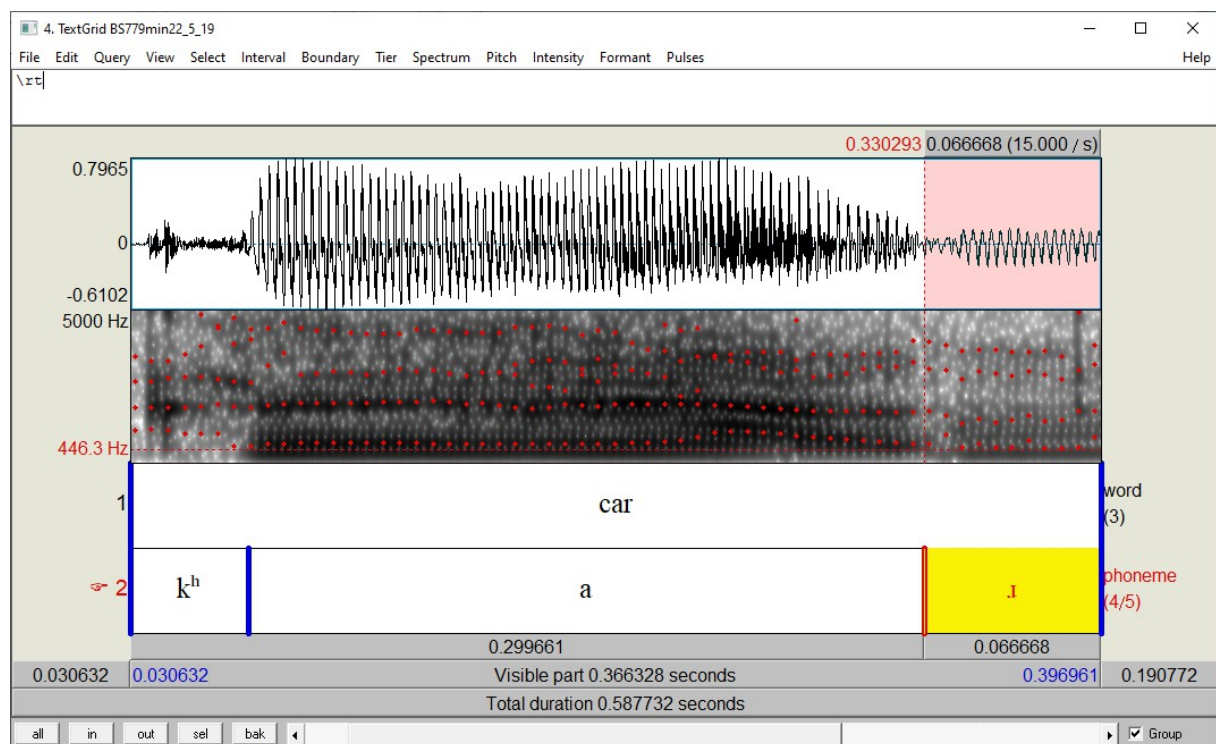 4. TextGrid BS779min22_5_19
File Edit Query View Select Interval Boundary Tier Spectrum Pitch Intensity Formant Pulses Help
\rt
0.330293 0.066668 (15.000 / s)
0.7965
0
-0.6102
5000 Hz
446.3 Hz
1 car word
(3)
☞ 2 kʰ a ɹ phoneme
(4/5)
0.299661 0.066668
0.030632 0.030632 Visible part 0.366328 seconds 0.396961 0.190772
Total duration 0.587732 seconds
all in out sel bak Group